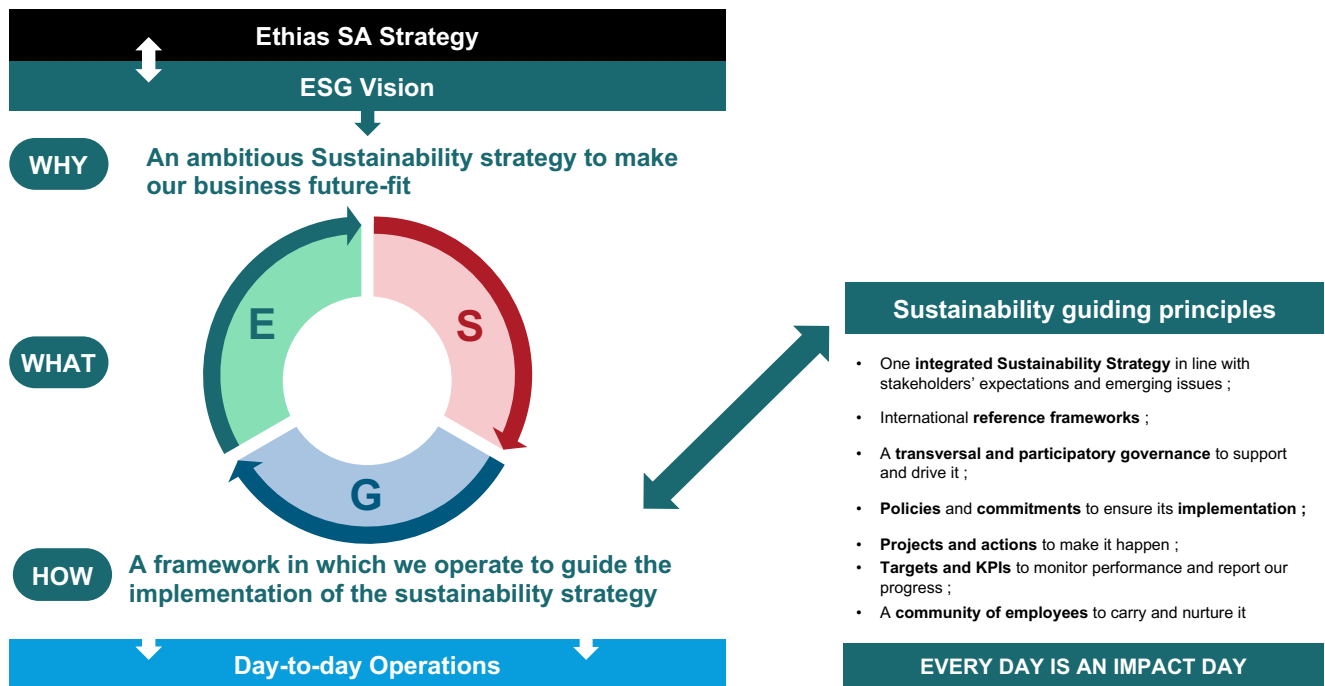 Ethias SA Strategy
ESG Vision
WHY
An ambitious Sustainability strategy to make
our business future-fit
E
S
WHAT
G
HOW
A framework in which we operate to guide the
implementation of the sustainability strategy
Day-to-day Operations
Sustainability guiding principles
• One integrated Sustainability Strategy in line with
stakeholders’ expectations and emerging issues ;
• International reference frameworks ;
• A transversal and participatory governance to support
and drive it ;
• Policies and commitments to ensure its implementation ;
• Projects and actions to make it happen ;
• Targets and KPIs to monitor performance and report our
progress ;
• A community of employees to carry and nurture it
EVERY DAY IS AN IMPACT DAY